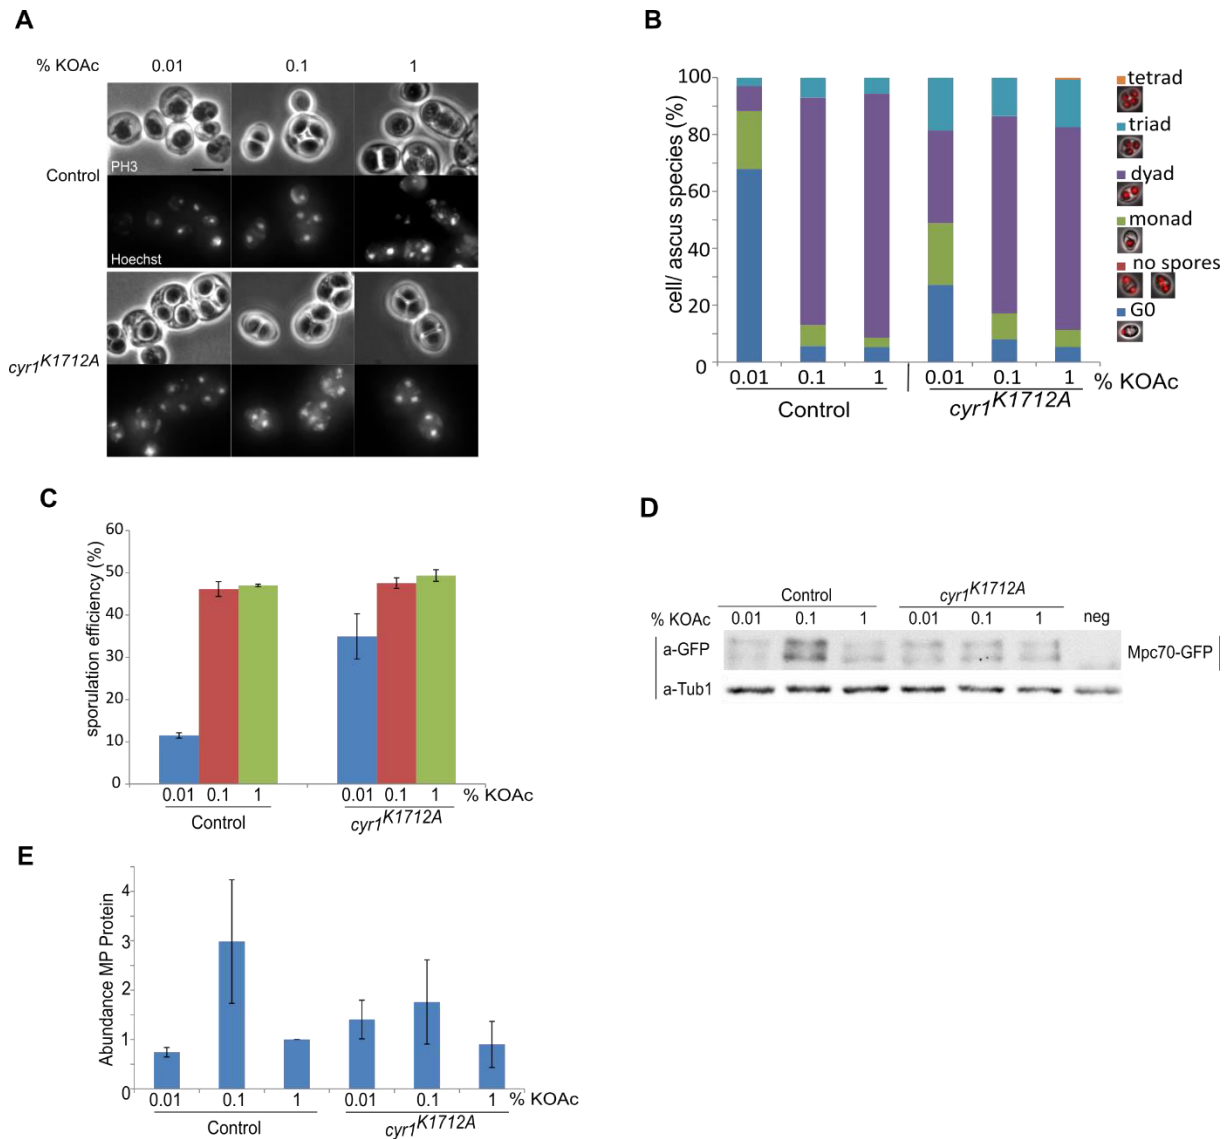 A
% KOAc 0.01 0.1 1
Control
PH3
Hoechst
cyr1K1712A
B
cell/ ascus species (%)
100
80
60
40
20
0
0.01 0.1 1 0.01 0.1 1 % KOAc
Control cyr1K1712A
tetrad
triad
dyad
monad
no spores
G0
C
sporulation efficiency (%)
60
50
40
30
20
10
0
0.01 0.1 1 0.01 0.1 1 % KOAc
Control cyr1K1712A
D
Control cyr1K1712A
% KOAc 0.01 0.1 1 0.01 0.1 1 neg
a-GFP Mpc70-GFP
a-Tub1
E
Abundance MP Protein
4
3
2
1
0
0.01 0.1 1 0.01 0.1 1 % KOAc
Control cyr1K1712A